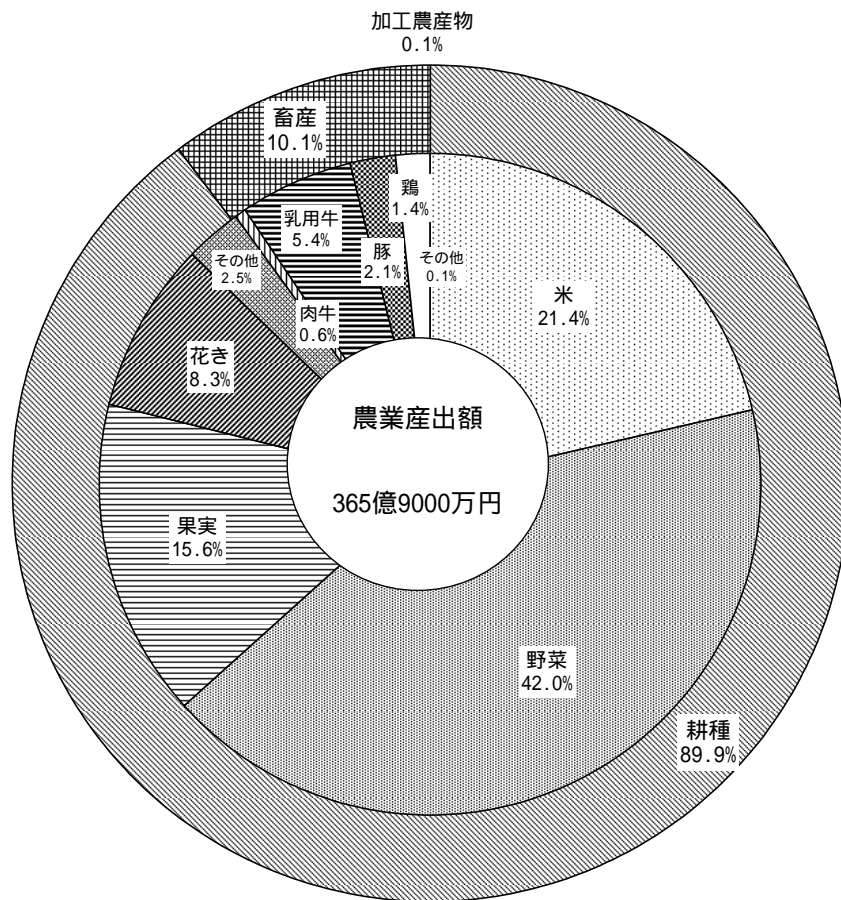 加工農産物
0.1%
畜産
10.1%
鶏
1.4%
乳用牛
5.4%
豚
2.1%
その他
0.1%
その他
2.5%
肉牛
0.6%
米
21.4%
花き
8.3%
農業産出額
365億9000万円
果実
15.6%
野菜
42.0%
耕種
89.9%